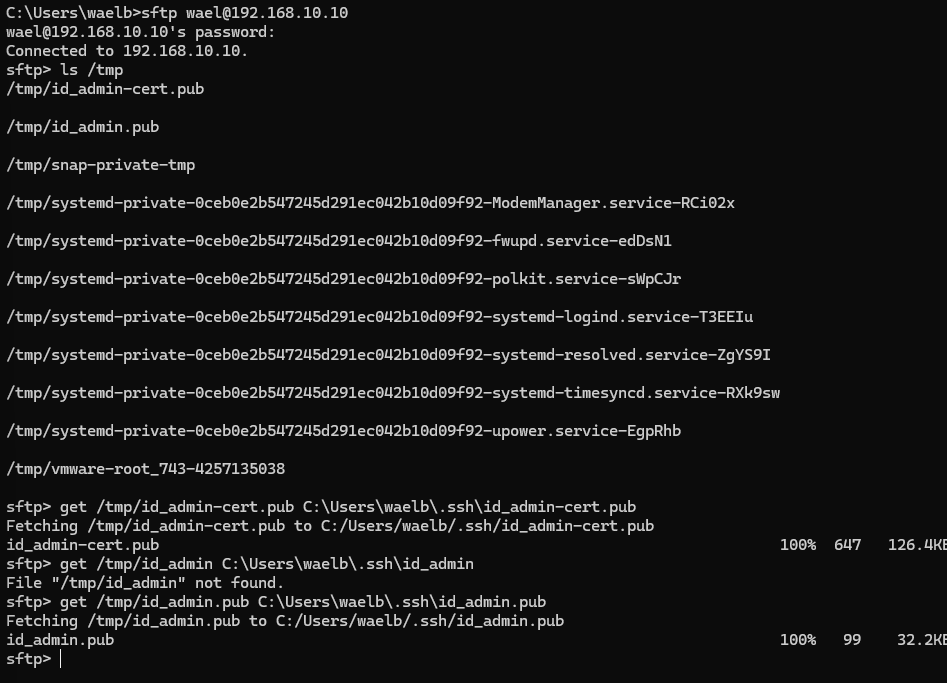 C:\Users\waelb>sftp wael@192.168.10.10
wael@192.168.10.10's password:
Connected to 192.168.10.10.
sftp> ls /tmp
/tmp/id_admin-cert.pub
/tmp/id_admin.pub
/tmp/snap-private-tmp
/tmp/systemd-private-0ceb0e2b547245d291ec042b10d09f92-ModemManager.service-RCi02x
/tmp/systemd-private-0ceb0e2b547245d291ec042b10d09f92-fwupd.service-edDsN1
/tmp/systemd-private-0ceb0e2b547245d291ec042b10d09f92-polkit.service-sWpCJr
/tmp/systemd-private-0ceb0e2b547245d291ec042b10d09f92-systemd-logind.service-T3EEIu
/tmp/systemd-private-0ceb0e2b547245d291ec042b10d09f92-systemd-resolved.service-ZgYS9I
/tmp/systemd-private-0ceb0e2b547245d291ec042b10d09f92-systemd-timesyncd.service-RXk9sw
/tmp/systemd-private-0ceb0e2b547245d291ec042b10d09f92-upower.service-EgpRhb
/tmp/vmware-root_743-4257135038
sftp> get /tmp/id_admin-cert.pub C:\Users\waelb\.ssh\id_admin-cert.pub
Fetching /tmp/id_admin-cert.pub to C:/Users/waelb/.ssh/id_admin-cert.pub
id_admin-cert.pub 100% 647 126.4KB
sftp> get /tmp/id_admin C:\Users\waelb\.ssh\id_admin
File "/tmp/id_admin" not found.
sftp> get /tmp/id_admin.pub C:\Users\waelb\.ssh\id_admin.pub
Fetching /tmp/id_admin.pub to C:/Users/waelb/.ssh/id_admin.pub
id_admin.pub 100% 99 32.2KB
sftp>